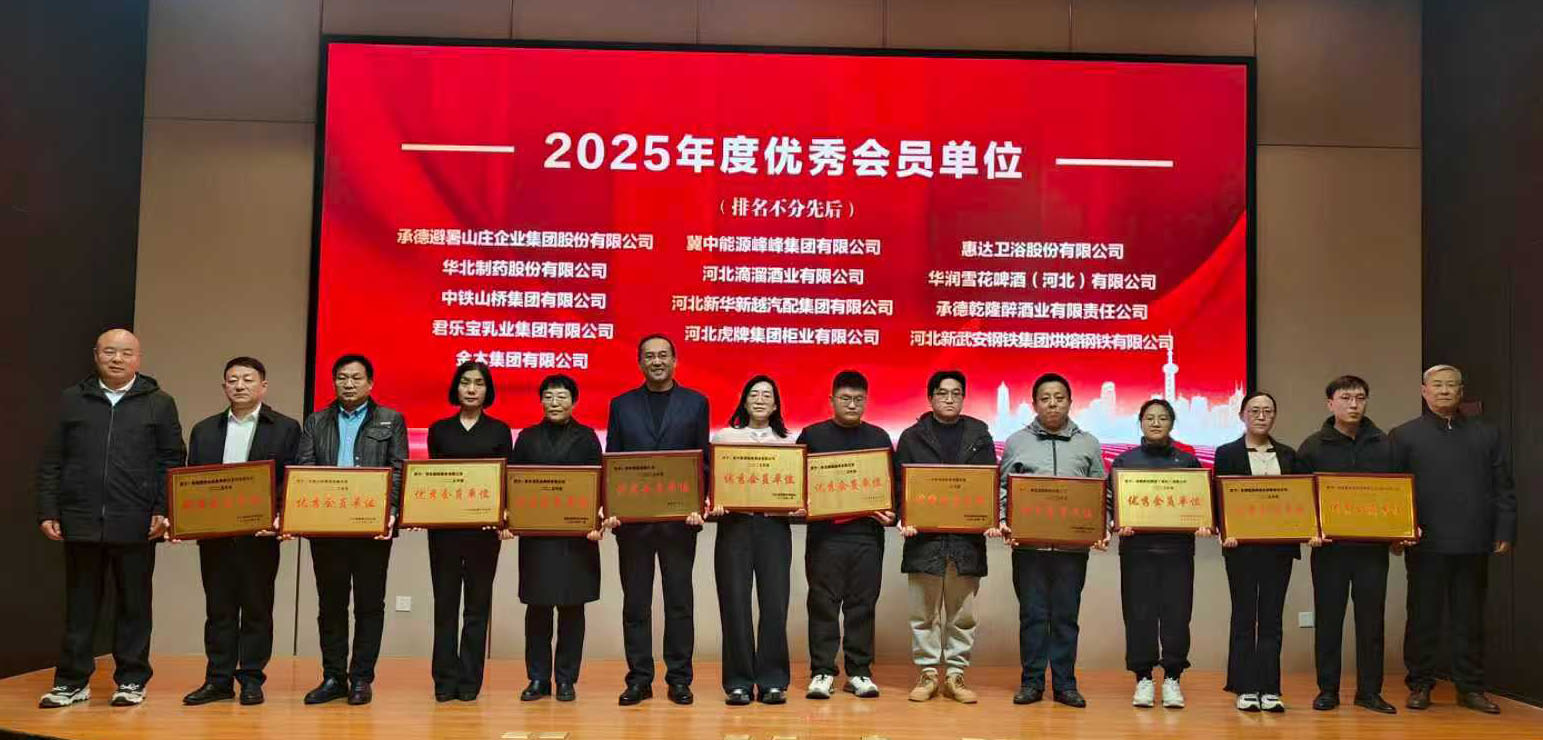 2025年度优秀会员单位
（排名不分先后）
承德避暑山庄企业集团股份有限公司
华北制药股份有限公司
中铁山桥集团有限公司
君乐宝乳业集团有限公司
金木集团有限公司
冀中能源峰峰集团有限公司
河北滴溜酒业有限公司
河北新华新越汽配集团有限公司
河北虎牌集团柜业有限公司
惠达卫浴股份有限公司
华润雪花啤酒（河北）有限公司
承德乾隆醉酒业有限责任公司
河北新武安钢铁集团烘熔钢铁有限公司
优秀会员单位
优秀会员单位
优秀会员单位
优秀会员单位
优秀会员单位